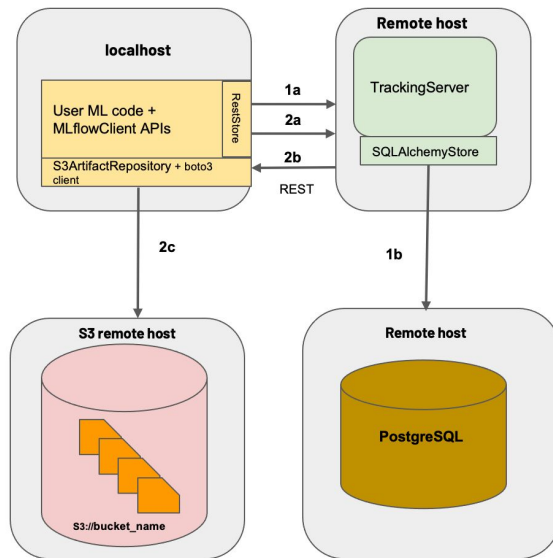 localhost
User ML code +
MLflowClient APIs
RestStore
S3ArtifactRepository + boto3
client
1a
2a
2b
REST
Remote host
TrackingServer
SQLAlchemyStore
2c
1b
S3 remote host
S3://bucket_name
Remote host
PostgreSQL